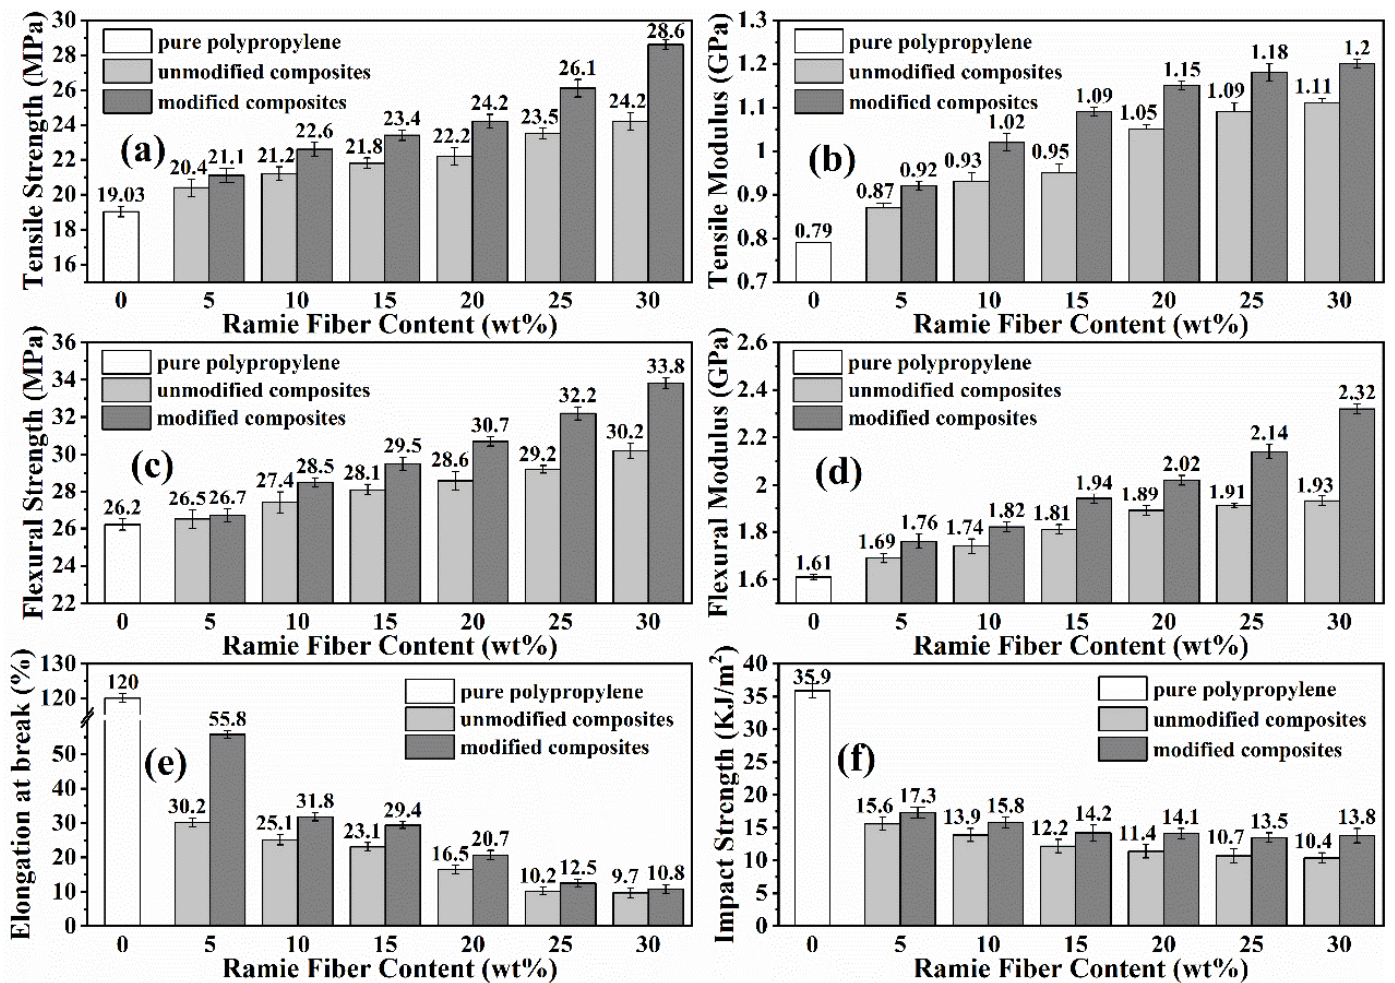 Tensile Strength (MPa)
30
28
26
24
22
20
18
16
pure polypropylene
unmodified composites
modified composites
(a)
19.03
20.4
21.1
21.2
22.6
21.8
23.4
22.2
24.2
23.5
26.1
24.2
28.6
0 5 10 15 20 25 30
Ramie Fiber Content (wt%)
Tensile Modulus (GPa)
1.3
1.2
1.1
1
0.9
0.8
0.7
pure polypropylene
unmodified composites
modified composites
(b)
0.79
0.87
0.92
0.93
1.02
0.95
1.09
1.05
1.15
1.09
1.18
1.11
1.2
0 5 10 15 20 25 30
Ramie Fiber Content (wt%)
Flexural Strength (MPa)
36
34
32
30
28
26
24
22
pure polypropylene
unmodified composites
modified composites
(c)
26.2
26.5
26.7
27.4
28.5
28.1
29.5
28.6
30.7
29.2
32.2
30.2
33.8
0 5 10 15 20 25 30
Ramie Fiber Content (wt%)
Flexural Modulus (GPa)
2.6
2.4
2.2
2
1.8
1.6
pure polypropylene
unmodified composites
modified composites
(d)
1.61
1.69
1.76
1.74
1.82
1.81
1.94
1.89
2.02
1.91
2.14
1.93
2.32
0 5 10 15 20 25 30
Ramie Fiber Content (wt%)
Elongation at break (%)
130
120
50
40
30
20
10
0
pure polypropylene
unmodified composites
modified composites
(e)
120
30.2
55.8
25.1
31.8
23.1
29.4
16.5
20.7
10.2
12.5
9.7
10.8
0 5 10 15 20 25 30
Ramie Fiber Content (wt%)
Impact Strength (KJ/m²)
40
35
30
25
20
15
10
5
0
pure polypropylene
unmodified composites
modified composites
(f)
35.9
15.6
17.3
13.9
15.8
12.2
14.2
11.4
14.1
10.7
13.5
10.4
13.8
0 5 10 15 20 25 30
Ramie Fiber Content (wt%)